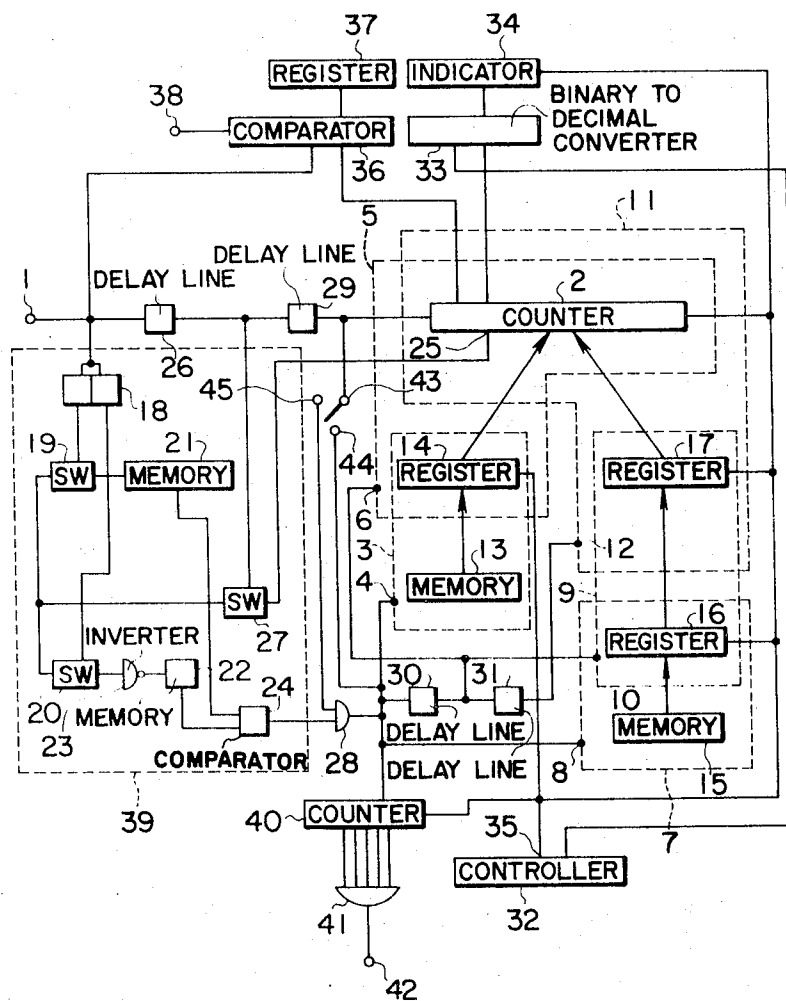 37
34
REGISTER
INDICATOR
38
COMPARATOR
36
BINARY TO
DECIMAL
CONVERTER
33
11
5
DELAY LINE
DELAY LINE
1
29
2
COUNTER
26
25
45
43
18
44
19
21
14
17
SW
MEMORY
REGISTER
REGISTER
6
3
13
12
4
MEMORY
9
SW
27
16
INVERTER
REGISTER
22
30
31
SW
24
10
20
MEMORY
DELAY LINE
MEMORY
23
28
8
15
COMPARATOR
DELAY LINE
39
40
COUNTER
7
35
CONTROLLER
41
32
42